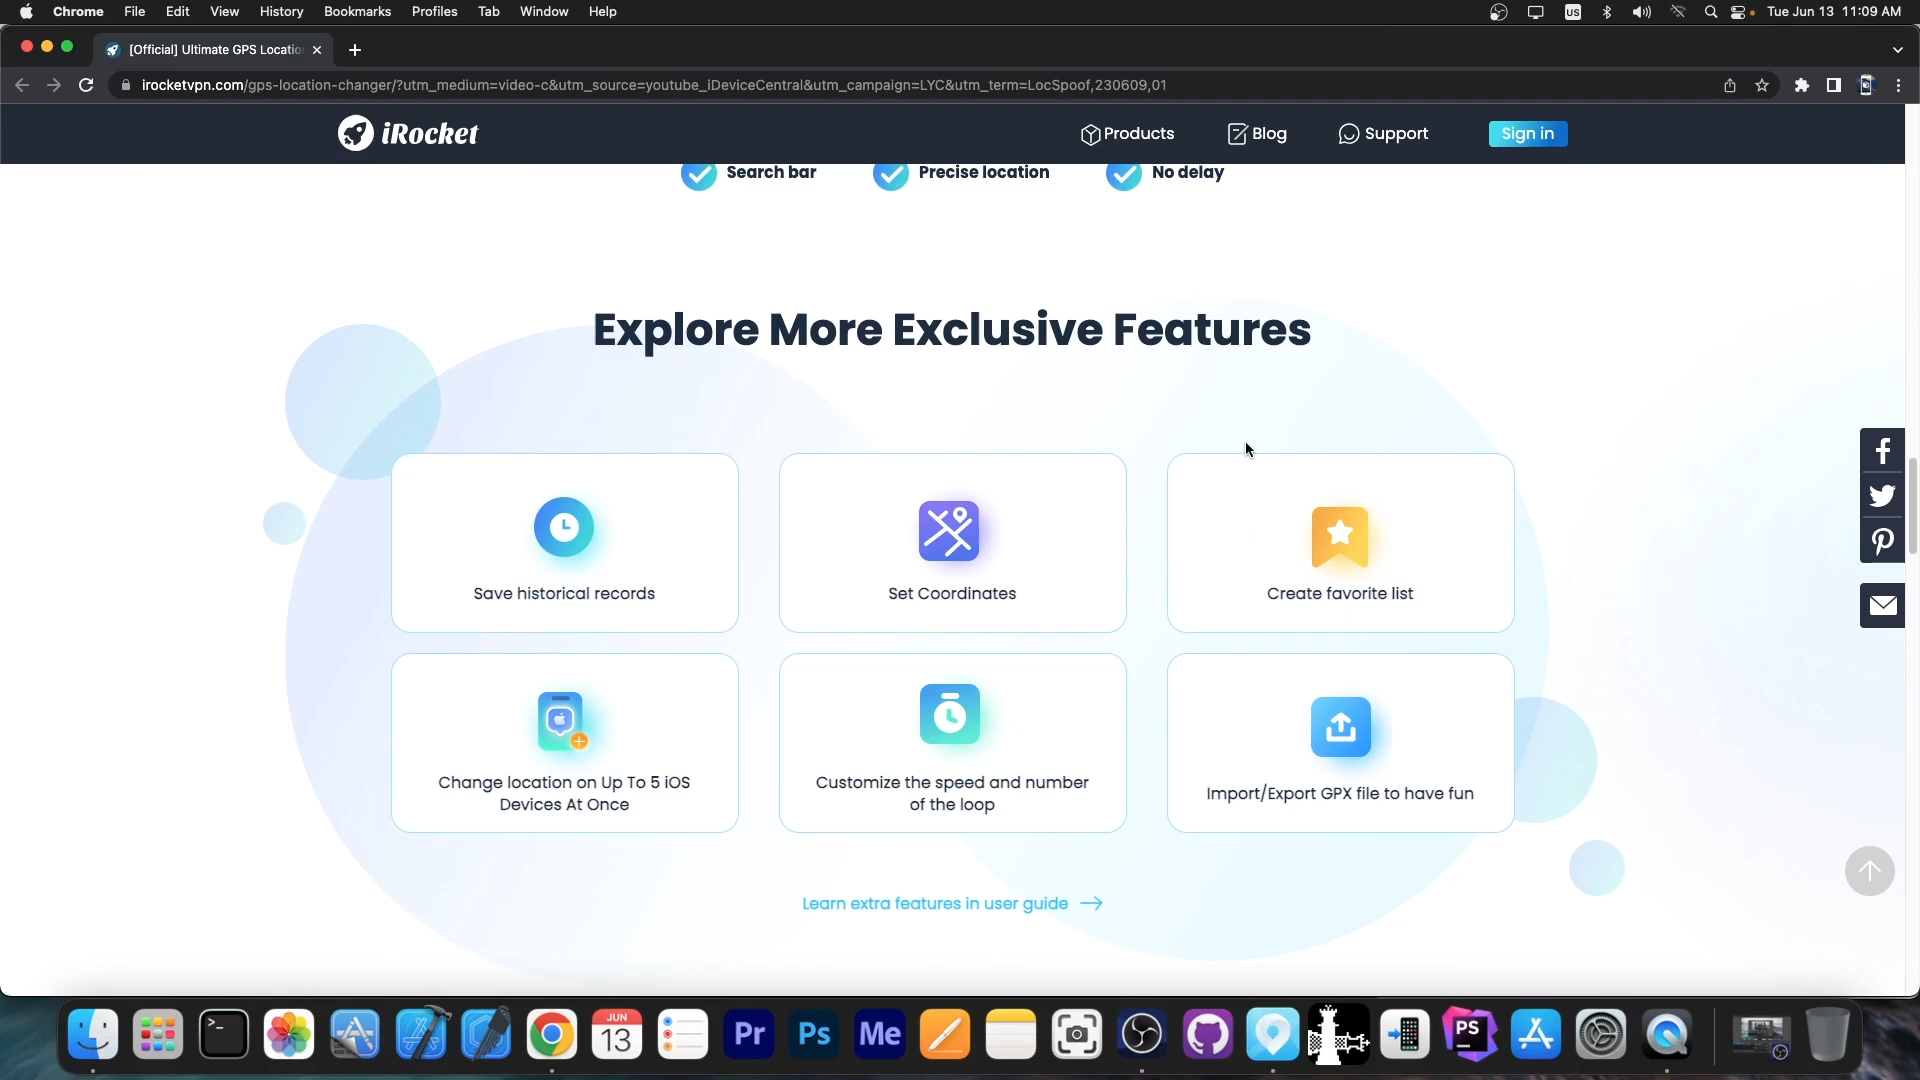 Chrome File Edit View History Bookmarks Profiles Tab Window Help US Tue Jun 13 11:09 AM
[Official] Ultimate GPS Locatio
irocketvpn.com/gps-location-changer/?utm_medium=video-c&utm_source=youtube_iDeviceCentral&utm_campaign=LYC&utm_term=LocSpoof,230609,01
iRocket Products Blog Support Sign in
Search bar Precise location No delay
Explore More Exclusive Features
Save historical records
Set Coordinates
Create favorite list
Change location on Up To 5 iOS
Devices At Once
Customize the speed and number
of the loop
Import/Export GPX file to have fun
Learn extra features in user guide
JUN
13
Pr
Ps
Me
PS